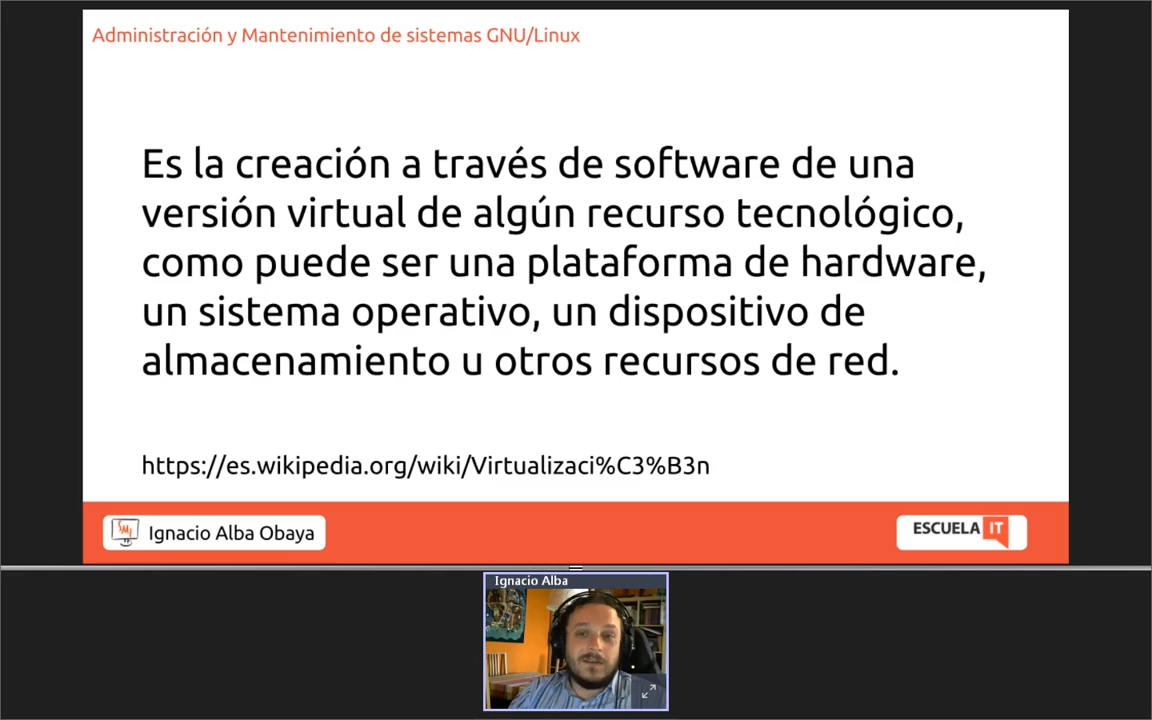 Administración y Mantenimiento de sistemas GNU/Linux
Es la creación a través de software de una
versión virtual de algún recurso tecnológico,
como puede ser una plataforma de hardware,
un sistema operativo, un dispositivo de
almacenamiento u otros recursos de red.
https://es.wikipedia.org/wiki/Virtualizaci%C3%B3n
Ignacio Alba Obaya
ESCUELA IT
Ignacio Alba